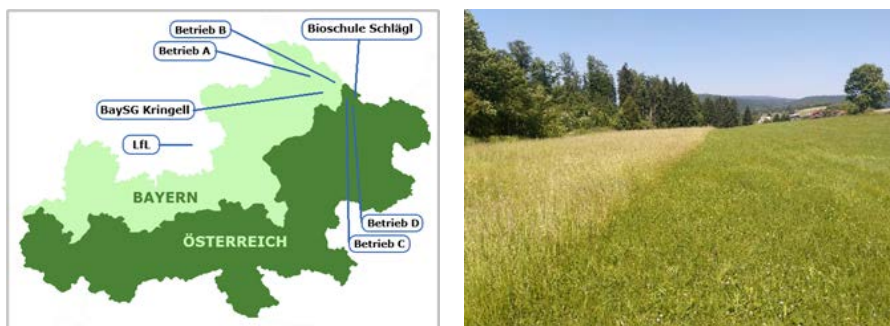 Betrieb B
Bioschule Schlägl
Betrieb A
BaySG Kringell
LfL
BAYERN
Betrieb D
ÖSTERREICH
Betrieb C